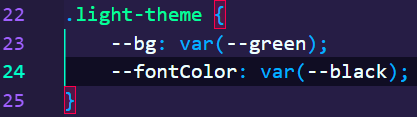 22 .light-theme {
23     --bg: var(--green);
24     --fontColor: var(--black);
25 }